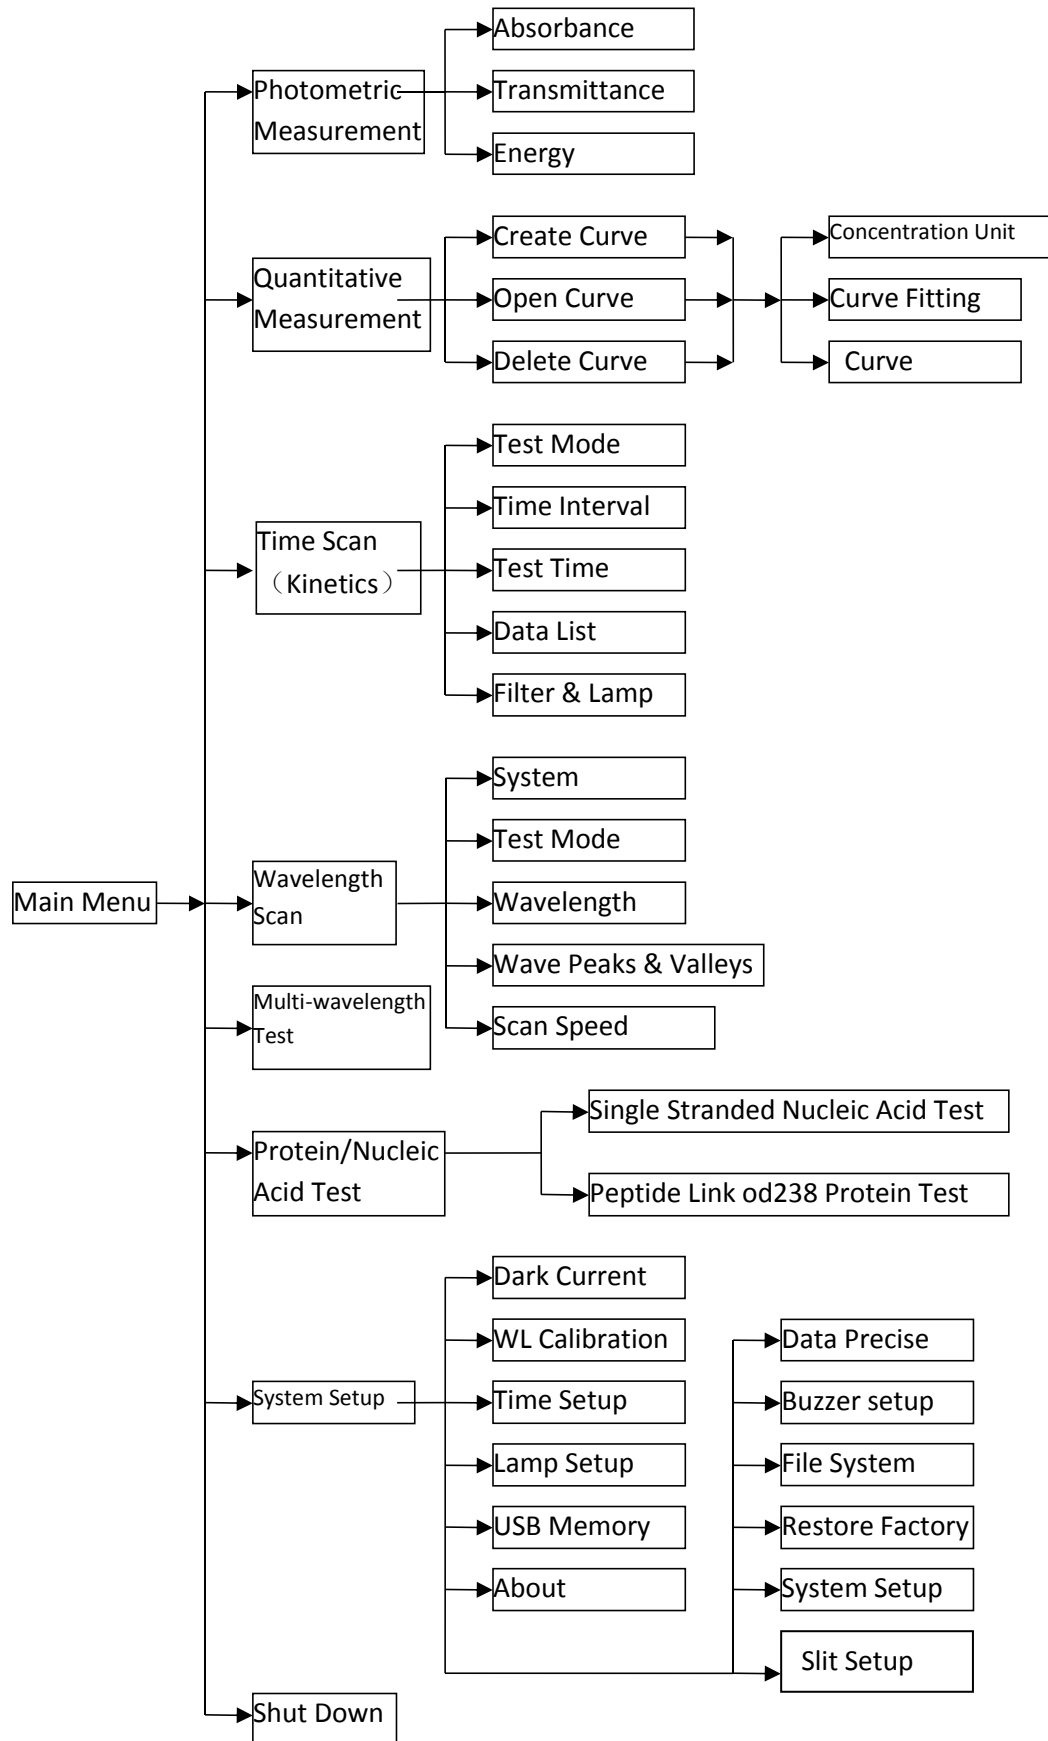 Absorbance
Photometric
Measurement
Transmittance
Energy
Create Curve
Concentration Unit
Quantitative
Measurement
Open Curve
Curve Fitting
Delete Curve
Curve
Test Mode
Time Interval
Time Scan
（Kinetics）
Test Time
Data List
Filter & Lamp
System
Test Mode
Main Menu
Wavelength
Scan
Wavelength
Wave Peaks & Valleys
Multi-wavelength
Test
Scan Speed
Single Stranded Nucleic Acid Test
Protein/Nucleic
Acid Test
Peptide Link od238 Protein Test
Dark Current
WL Calibration
Data Precise
System Setup
Time Setup
Buzzer setup
Lamp Setup
File System
USB Memory
Restore Factory
About
System Setup
Slit Setup
Shut Down